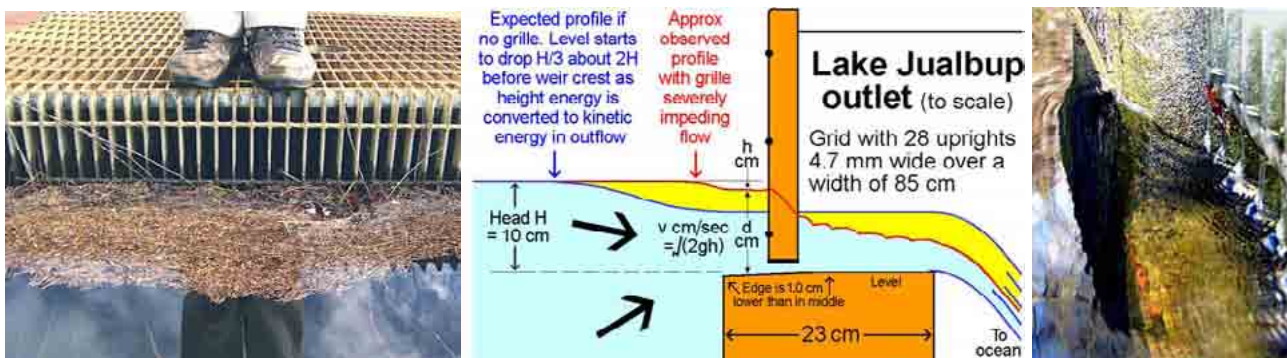 Expected profile if
no grille. Level starts
to drop H/3 about 2H
before weir crest as
height energy is
converted to kinetic
energy in outflow
Approx
observed
profile
with grille
severely
impeding
flow
Lake Jualbup
outlet (to scale)
Grid with 28 uprights
4.7 mm wide over a
width of 85 cm
h
cm
Head H
= 10 cm
v cm/sec
=√(2gh)
d
cm
Edge is 1.0 cm
lower than in middle
Level
23 cm
To
ocean